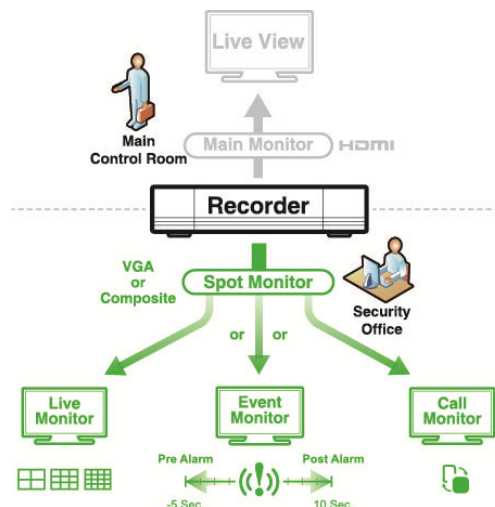 Live View
Main
Control Room
Main Monitor
HDMI
Recorder
VGA
or
Composite
Spot Monitor
Security
Office
or
or
Live
Monitor
Event
Monitor
Call
Monitor
Pre Alarm
Post Alarm
-5 Sec.
10 Sec.